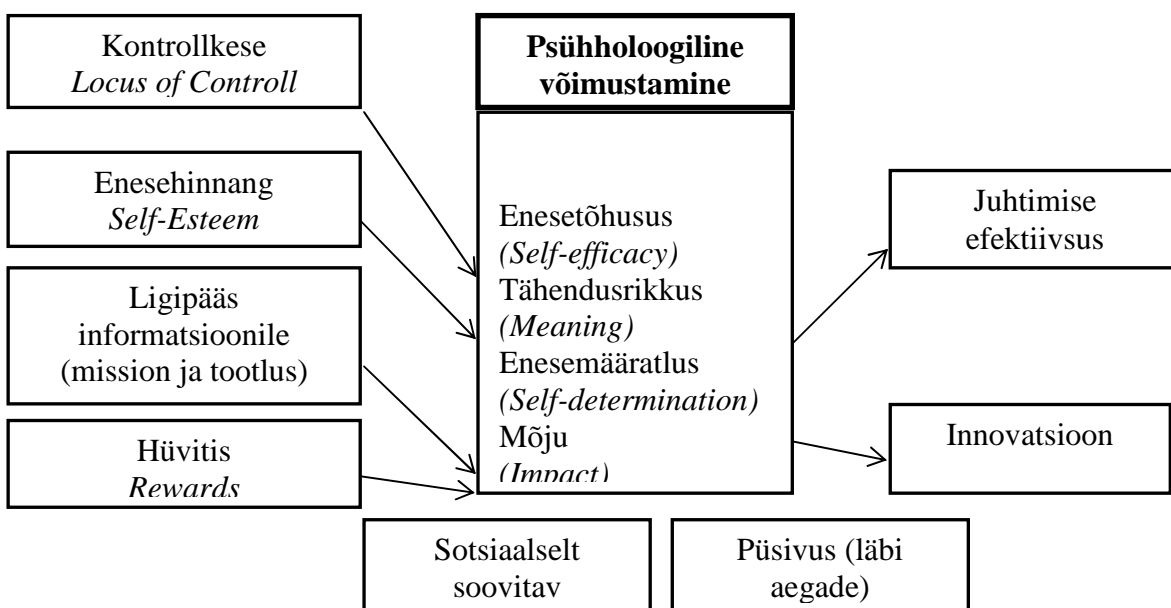 Kontrollkese
Locus of Controll
Enesehinnang
Self-Esteem
Ligipääs
informatsioonile
(mission ja tootlus)
Hüvitis
Rewards
Psühholoogiline
võimustamine
Enesetõhusus
(Self-efficacy)
Tähendusrikkus
(Meaning)
Enesemääratlus
(Self-determination)
Mõju
(Impact)
Juhtimise
efektiivsus
Innovatsioon
Sotsiaalselt
soovitav
Püsivus (läbi
aegade)